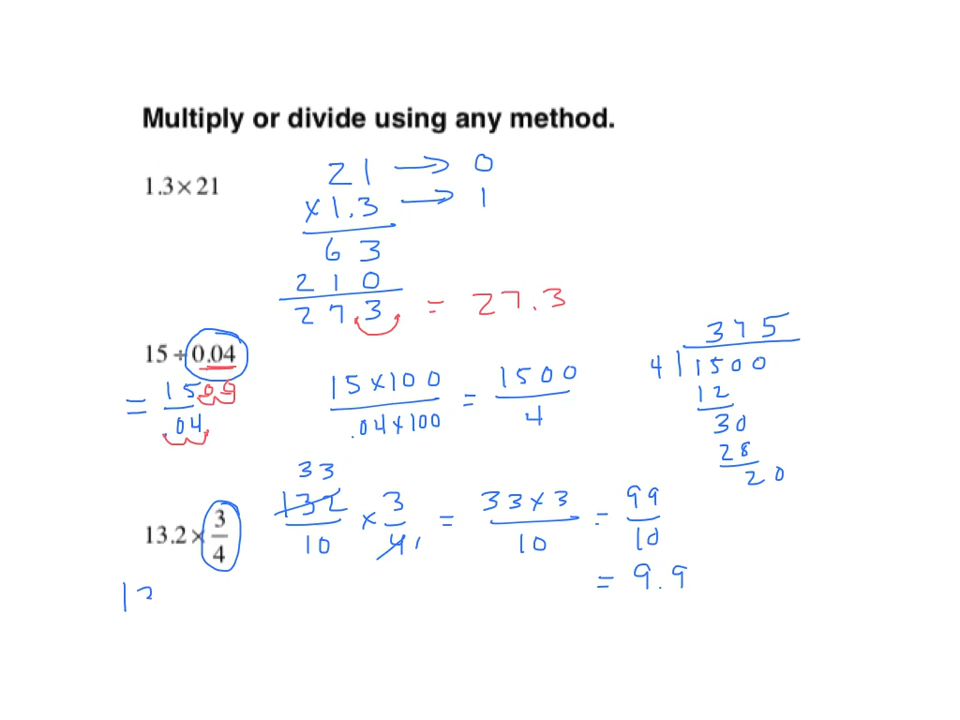 Multiply or divide using any method.
1.3 × 21
21 → 0
× 1.3 → 1
63
210
273 = 27.3
15 ÷ 0.04
= 1500 / .04
15 × 100 / .04 × 100 = 1500 / 4
375
4 | 1500
12
30
28
20
13.2 × 3/4
33
132/10 × 3/4 1 = 33 × 3 / 10 = 99/10
= 9.9